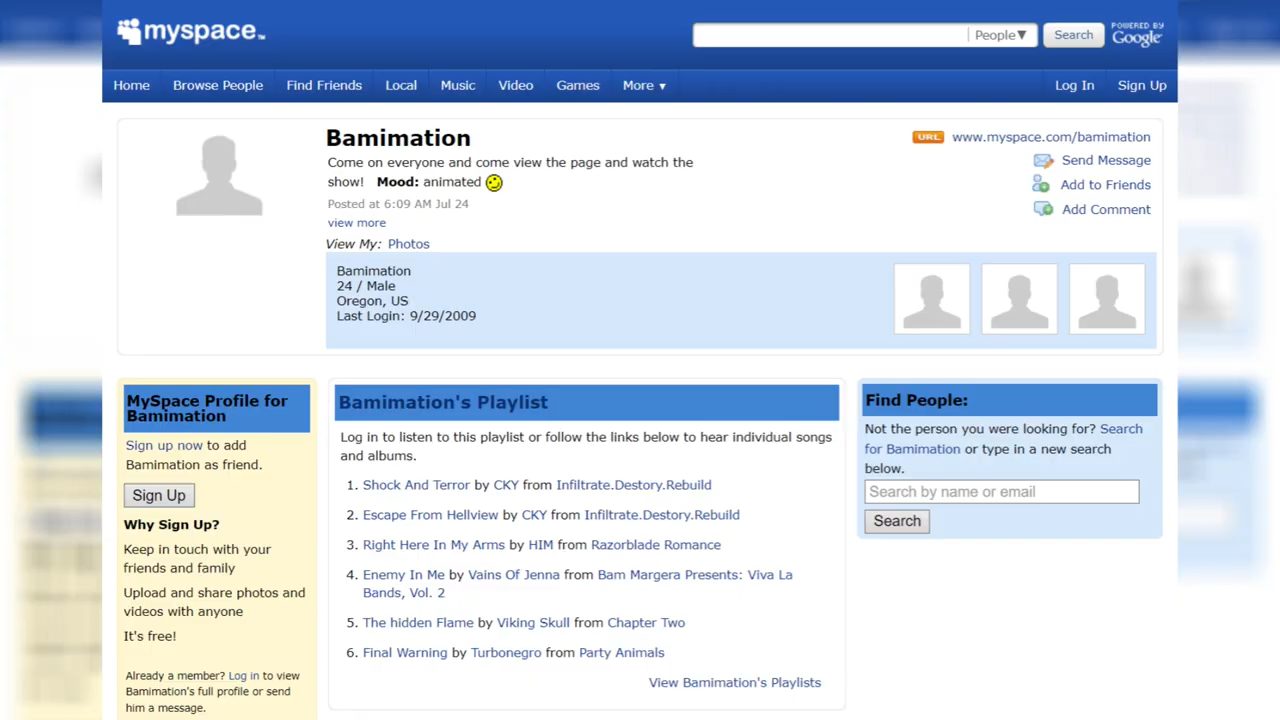 myspace™
People▼
Search
POWERED BY
Google
Home
Browse People
Find Friends
Local
Music
Video
Games
More ▼
Log In
Sign Up
Bamimation
Come on everyone and come view the page and watch the
show! Mood: animated
Posted at 6:09 AM Jul 24
view more
View My: Photos
URL www.myspace.com/bamimation
Send Message
Add to Friends
Add Comment
Bamimation
24 / Male
Oregon, US
Last Login: 9/29/2009
MySpace Profile for
Bamimation
Sign up now to add
Bamimation as friend.
Sign Up
Why Sign Up?
Keep in touch with your
friends and family
Upload and share photos and
videos with anyone
It's free!
Already a member? Log in to view
Bamimation's full profile or send
him a message.
Bamimation's Playlist
Log in to listen to this playlist or follow the links below to hear individual songs
and albums.
1. Shock And Terror by CKY from Infiltrate.Destory.Rebuild
2. Escape From Hellview by CKY from Infiltrate.Destory.Rebuild
3. Right Here In My Arms by HIM from Razorblade Romance
4. Enemy In Me by Vains Of Jenna from Bam Margera Presents: Viva La
Bands, Vol. 2
5. The hidden Flame by Viking Skull from Chapter Two
6. Final Warning by Turbonegro from Party Animals
View Bamimation's Playlists
Find People:
Not the person you were looking for? Search
for Bamimation or type in a new search
below.
Search by name or email
Search